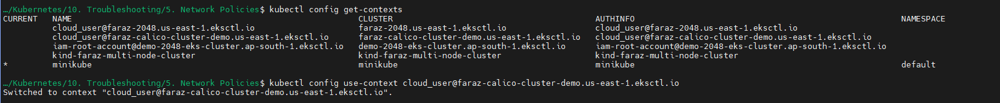 …/Kubernetes/10. Troubleshooting/5. Network Policies$ kubectl config get-contexts
CURRENT   NAME                                                          CLUSTER                                         AUTHINFO                                                      NAMESPACE
          cloud_user@faraz-2048.us-east-1.eksctl.io                     faraz-2048.us-east-1.eksctl.io                  cloud_user@faraz-2048.us-east-1.eksctl.io
          cloud_user@faraz-calico-cluster-demo.us-east-1.eksctl.io      faraz-calico-cluster-demo.us-east-1.eksctl.io   cloud_user@faraz-calico-cluster-demo.us-east-1.eksctl.io
          iam-root-account@demo-2048-eks-cluster.ap-south-1.eksctl.io   demo-2048-eks-cluster.ap-south-1.eksctl.io      iam-root-account@demo-2048-eks-cluster.ap-south-1.eksctl.io
          kind-faraz-multi-node-cluster                                 kind-faraz-multi-node-cluster                   kind-faraz-multi-node-cluster
*         minikube                                                      minikube                                        minikube                                                      default
…/Kubernetes/10. Troubleshooting/5. Network Policies$ kubectl config use-context cloud_user@faraz-calico-cluster-demo.us-east-1.eksctl.io
Switched to context "cloud_user@faraz-calico-cluster-demo.us-east-1.eksctl.io".